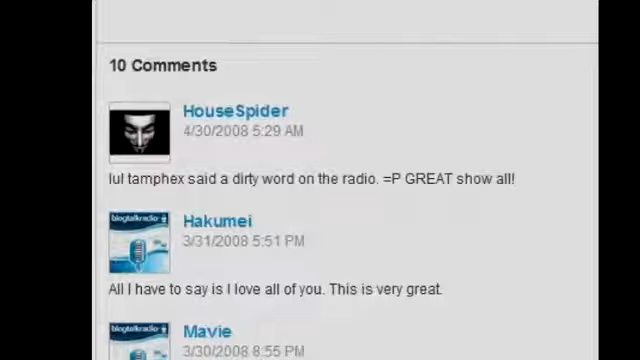 10 Comments
HouseSpider
4/30/2008 5:29 AM
lul tamphex said a dirty word on the radio. =P GREAT show all!
blogtalkradio
Hakumei
3/31/2008 5:51 PM
All I have to say is I love all of you. This is very great.
blogtalkradio
Mavie
3/30/2008 8:55 PM